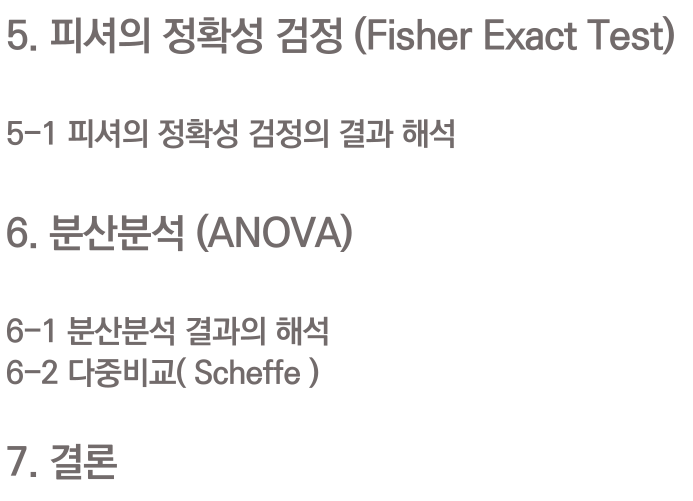 5. 피셔의 정확성 검정 (Fisher Exact Test)
5-1 피셔의 정확성 검정의 결과 해석
6. 분산분석 (ANOVA)
6-1 분산분석 결과의 해석
6-2 다중비교( Scheffe )
7. 결론